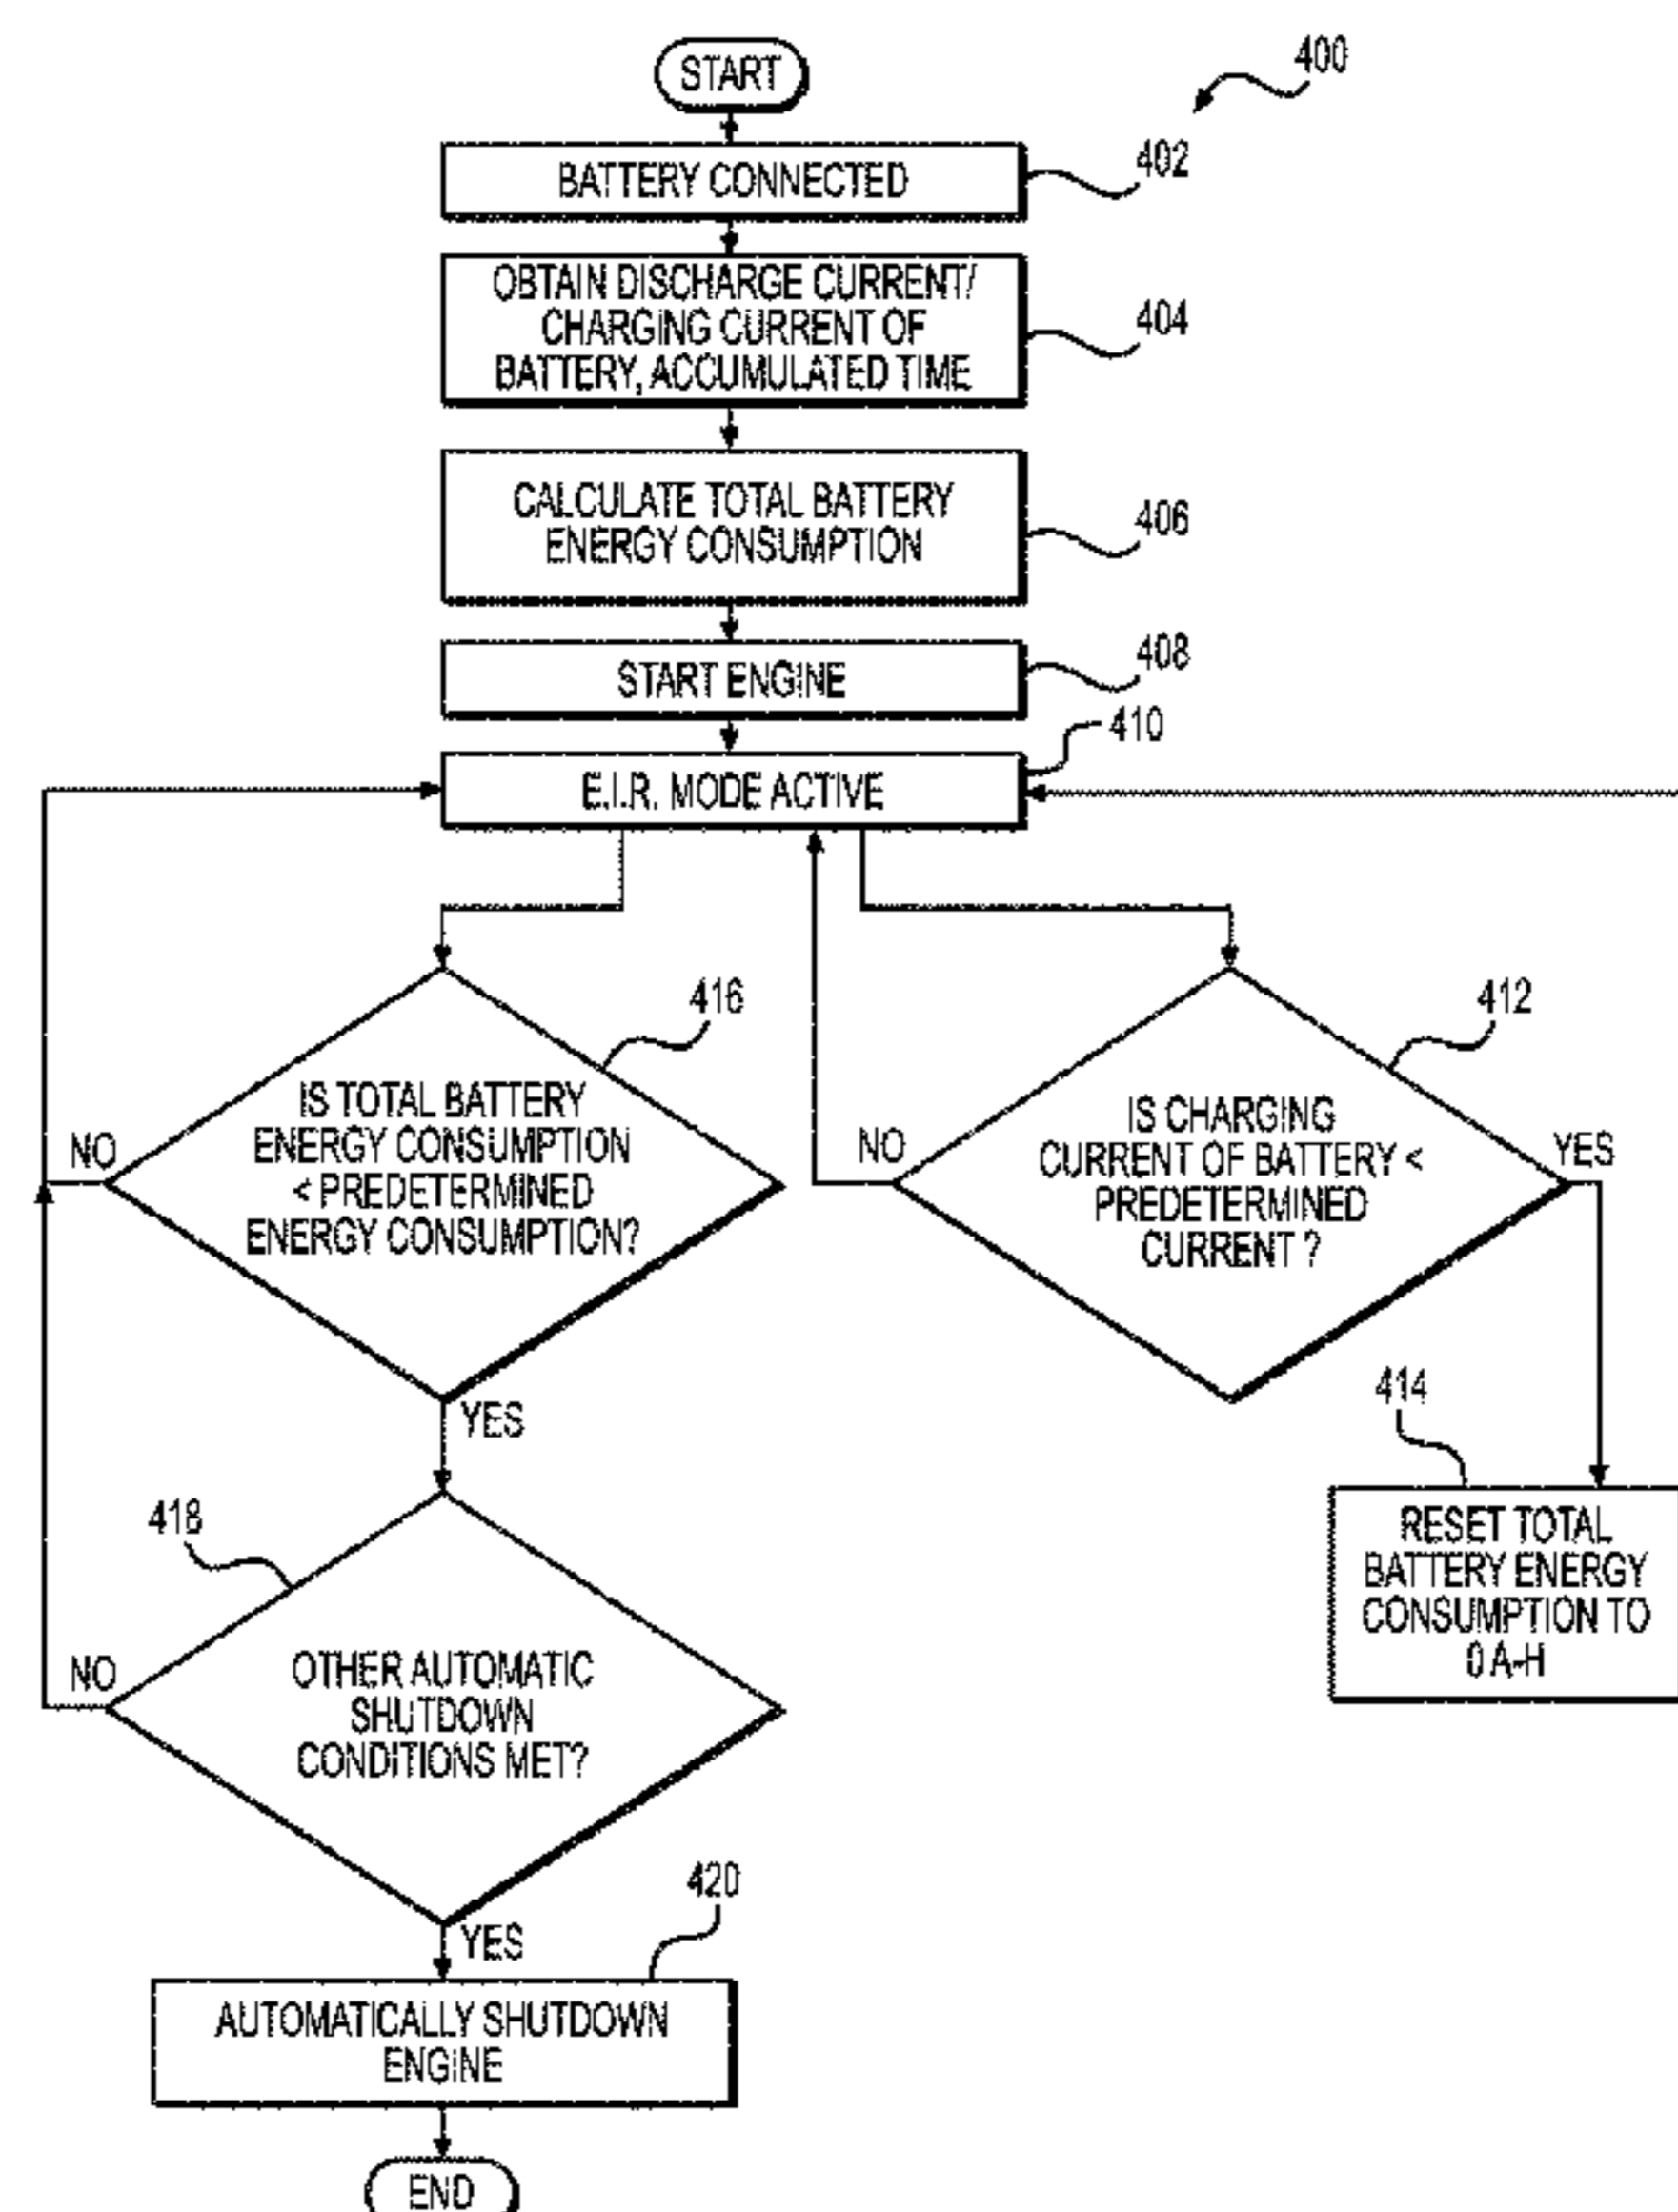 START
400
BATTERY CONNECTED
402
OBTAIN DISCHARGE CURRENT/
CHARGING CURRENT OF
BATTERY, ACCUMULATED TIME
404
CALCULATE TOTAL BATTERY
ENERGY CONSUMPTION
406
START ENGINE
408
E.I.R. MODE ACTIVE
410
416
IS TOTAL BATTERY
ENERGY CONSUMPTION
< PREDETERMINED
ENERGY CONSUMPTION?
NO
YES
412
IS CHARGING
CURRENT OF BATTERY <
PREDETERMINED
CURRENT ?
NO
YES
414
RESET TOTAL
BATTERY ENERGY
CONSUMPTION TO
0 A-H
418
OTHER AUTOMATIC
SHUTDOWN
CONDITIONS MET?
NO
YES
420
AUTOMATICALLY SHUTDOWN
ENGINE
END